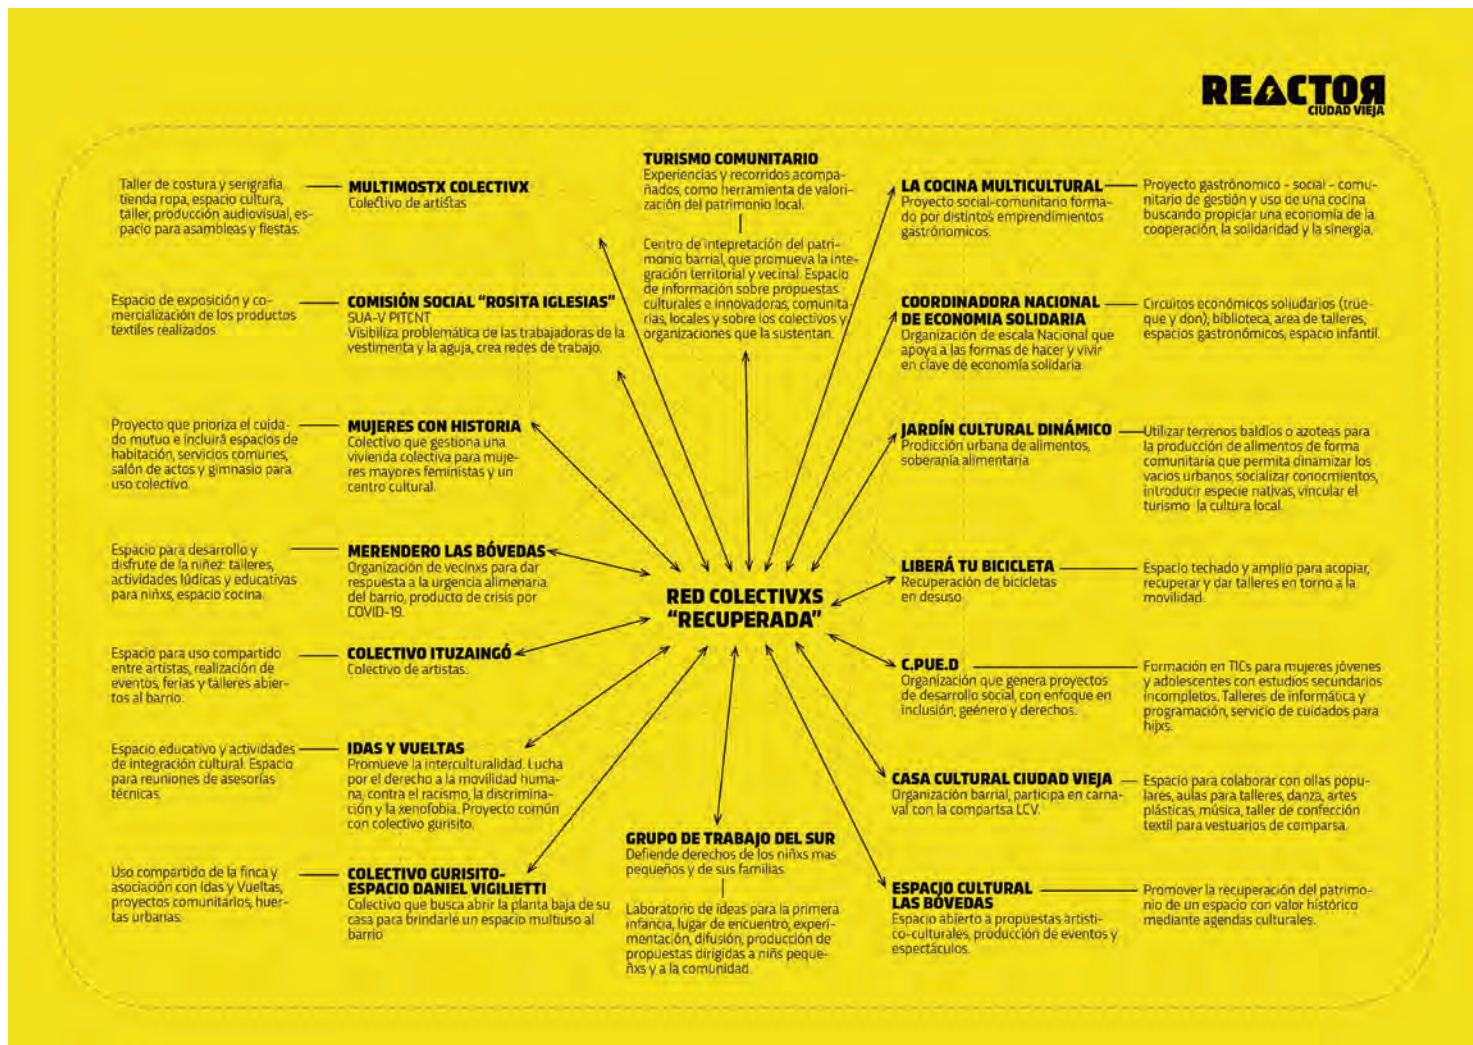 REACTOR
CIUDAD VIEJA
Taller de costura y serigrafía,
tienda ropa, espacio cultura,
taller, producción audiovisual, es-
pacio para asambleas y fiestas.
MULTIMOSTX COLECTIVX
Colectivo de artistas
Espacio de exposición y co-
mercialización de los productos
textiles realizados
COMISIÓN SOCIAL “ROSITA IGLESIAS”
SUA-V PITCNT
Visibiliza problemática de las trabajadoras de la
vestimenta y la aguja, crea redes de trabajo.
Proyecto que prioriza el cuida-
do mutuo e incluirá espacios de
habitación, servicios comunes,
salón de actos y gimnasio para
uso colectivo.
MUJERES CON HISTORIA
Colectivo que gestiona una
vivienda colectiva para muje-
res mayores feministas y un
centro cultural.
Espacio para desarrollo y
disfrute de la niñez: talleres,
actividades lúdicas y educativas
para niñxs, espacio cocina.
MERENDERO LAS BÓVEDAS
Organización de vecinxs para dar
respuesta a la urgencia alimenaria
del barrio, producto de crisis por
COVID-19.
Espacio para uso compartido
entre artistas, realización de
eventos, ferias y talleres abier-
tos al barrio.
COLECTIVO ITUZAINGÓ
Colectivo de artistas.
Espacio educativo y actividades
de integración cultural. Espacio
para reuniones de asesorías
técnicas.
IDAS Y VUELTAS
Promueve la interculturalidad. Lucha
por el derecho a la movilidad huma-
na, contra el racismo, la discrimina-
ción y la xenofobia. Proyecto común
con colectivo gurisito.
Uso compartido de la finca y
asociación con Idas y Vueltas,
proyectos comunitarios, huer-
tas urbanas.
COLECTIVO GURISITO-
ESPACIO DANIEL VIGILIETTI
Colectivo que busca abrir la planta baja de su
casa para brindarle un espacio multiuso al
barrio
TURISMO COMUNITARIO
Experiencias y recorridos acompa-
ñados, como herramienta de valori-
zación del patrimonio local.
Centro de intepretación del patri-
monio barrial, que promueva la inte-
gración territorial y vecinal. Espacio
de información sobre propuestas
culturales e innovadoras, comunita-
rias, locales y sobre los colectivos y
organizaciones que la sustentan.
RED COLECTIVXS
“RECUPERADA”
GRUPO DE TRABAJO DEL SUR
Defiende derechos de los niñxs mas
pequeños y de sus familias.
Laboratorio de ideas para la primera
infancia, lugar de encuentro, experi-
mentación, difusión, producción de
propuestas dirigidas a niñs peque-
ñxs y a la comunidad.
LA COCINA MULTICULTURAL
Proyecto social-comunitario forma-
do por distintos emprendimientos
gastrónomicos.
Proyecto gastrónomico - social - comu-
nitario de gestión y uso de una cocina
buscando propiciar una economía de la
cooperación, la solidaridad y la sinergia.
COORDINADORA NACIONAL
DE ECONOMIA SOLIDARIA
Organización de escala Nacional que
apoya a las formas de hacer y vivir
en clave de economía solidaria.
Circuitos económicos soliudarios (true-
que y don), biblioteca, area de talleres,
espacios gastronómicos, espacio infantil.
JARDÍN CULTURAL DINÁMICO
Prodicción urbana de alimentos,
soberanía alimentaria
Utilizar terrenos baldíos o azoteas para
la producción de alimentos de forma
comunitaria que permita dinamizar los
vacios urbanos, socializar conocmientos,
introducir especie nativas, vincular el
turismo la cultura local.
LIBERÁ TU BICICLETA
Recuperación de bicicletas
en desuso
Espacio techado y amplio para acopiar,
recuperar y dar talleres en torno a la
movilidad.
C.PUE.D
Organización que genera proyectos
de desarrollo social, con enfoque en
inclusión, geénero y derechos.
Formación en TICs para mujeres jóvenes
y adolescentes con estudios secundarios
incompletos. Talleres de informática y
programación, servicio de cuidados para
hijxs.
CASA CULTURAL CIUDAD VIEJA
Organización barrial, participa en carna-
val con la compartsa LCV.
Espacio para colaborar con ollas popu-
lares, aulas para talleres, danza, artes
plásticas, música, taller de confección
textil para vestuarios de comparsa.
ESPACIO CULTURAL
LAS BÓVEDAS
Espacio abierto a propuestas artisti-
co-culturales, producción de eventos y
espectáculos.
Promover la recuperación del patrimo-
nio de un espacio con valor histórico
mediante agendas culturales.